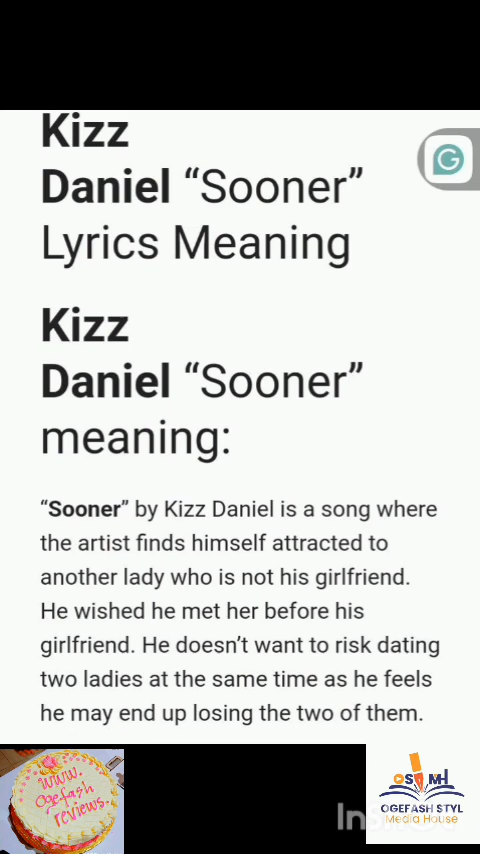 Kizz
Daniel “Sooner”
Lyrics Meaning
Kizz
Daniel “Sooner”
meaning:
“Sooner” by Kizz Daniel is a song where
the artist finds himself attracted to
another lady who is not his girlfriend.
He wished he met her before his
girlfriend. He doesn’t want to risk dating
two ladies at the same time as he feels
he may end up losing the two of them.
www.
Ogefash
reviews.
OSMH
OGEFASH STYL
Media House